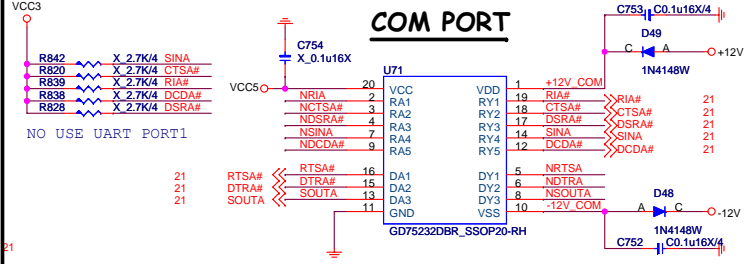 VCC3
COM PORT
C753 C0.1u16X/4
D49
C A
+12V
1N4148W
R842 X_2.7K/4 SINA
R820 X_2.7K/4 CTSA#
R839 X_2.7K/4 RIA#
R838 X_2.7K/4 DCDA#
R828 X_2.7K/4 DSRA#
NO USE UART PORT1
C754
X_0.1u16X
U71
VCC5 20 VCC VDD 1 +12V_COM
NRIA 2 RA1 RY1 19 RIA# RIA# 21
NCTSA# 3 RA2 RY2 18 CTSA# CTSA# 21
NDSRA# 4 RA3 RY3 17 DSRA# DSRA# 21
NSINA 7 RA4 RY4 14 SINA SINA 21
NDCDA# 9 RA5 RY5 12 DCDA# DCDA# 21
21 RTSA# RTSA# 16 DA1 DY1 5 NRTSA
21 DTRA# DTRA# 15 DA2 DY2 6 NDTRA
21 SOUTA SOUTA 13 DA3 DY3 8 NSOUTA
11 GND VSS 10 -12V_COM
GD75232DBR_SSOP20-RH
D48
A C
-12V
1N4148W
C752 C0.1u16X/4
21